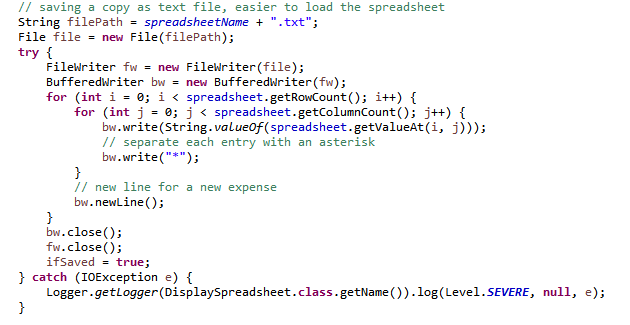 // saving a copy as text file, easier to load the spreadsheet
String filePath = spreadsheetName + ".txt";
File file = new File(filePath);
try {
    FileWriter fw = new FileWriter(file);
    BufferedWriter bw = new BufferedWriter(fw);
    for (int i = 0; i < spreadsheet.getRowCount(); i++) {
        for (int j = 0; j < spreadsheet.getColumnCount(); j++) {
            bw.write(String.valueOf(spreadsheet.getValueAt(i, j)));
            // separate each entry with an asterisk
            bw.write("*");
        }
        // new line for a new expense
        bw.newLine();
    }
    bw.close();
    fw.close();
    ifSaved = true;
} catch (IOException e) {
    Logger.getLogger(DisplaySpreadsheet.class.getName()).log(Level.SEVERE, null, e);
}